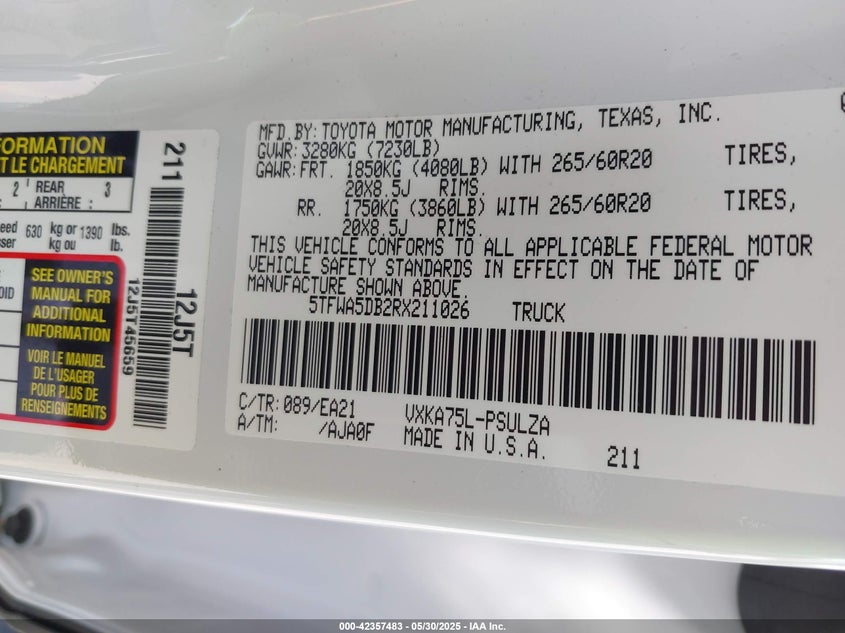 FORMATION
T LE CHARGEMENT
2 REAR 3
ARRIÈRE :
630 kg or 1390 lbs.
kg ou lb.
SEE OWNER'S
MANUAL FOR
ADDITIONAL
INFORMATION
VOIR LE MANUEL
DE L'USAGER
POUR PLUS DE
RENSEIGNEMENTS
211
12J5T
12J5T45659
MFD.BY:TOYOTA MOTOR MANUFACTURING, TEXAS, INC.
GVWR:3280KG (7230LB)
GAWR:FRT. 1850KG (4080LB) WITH 265/60R20 TIRES,
20X8.5J RIMS.
RR. 1750KG (3860LB) WITH 265/60R20 TIRES,
20X8.5J RIMS.
THIS VEHICLE CONFORMS TO ALL APPLICABLE FEDERAL MOTOR
VEHICLE SAFETY STANDARDS IN EFFECT ON THE DATE OF
MANUFACTURE SHOWN ABOVE.
5TFWA5DB2RX211026 TRUCK
C/TR:089/EA21 VXKA75L-PSULZA
A/TM: /AJA0F MADE IN U.S.A. 211
000-42357483 — 05/30/2025 — IAA Inc.